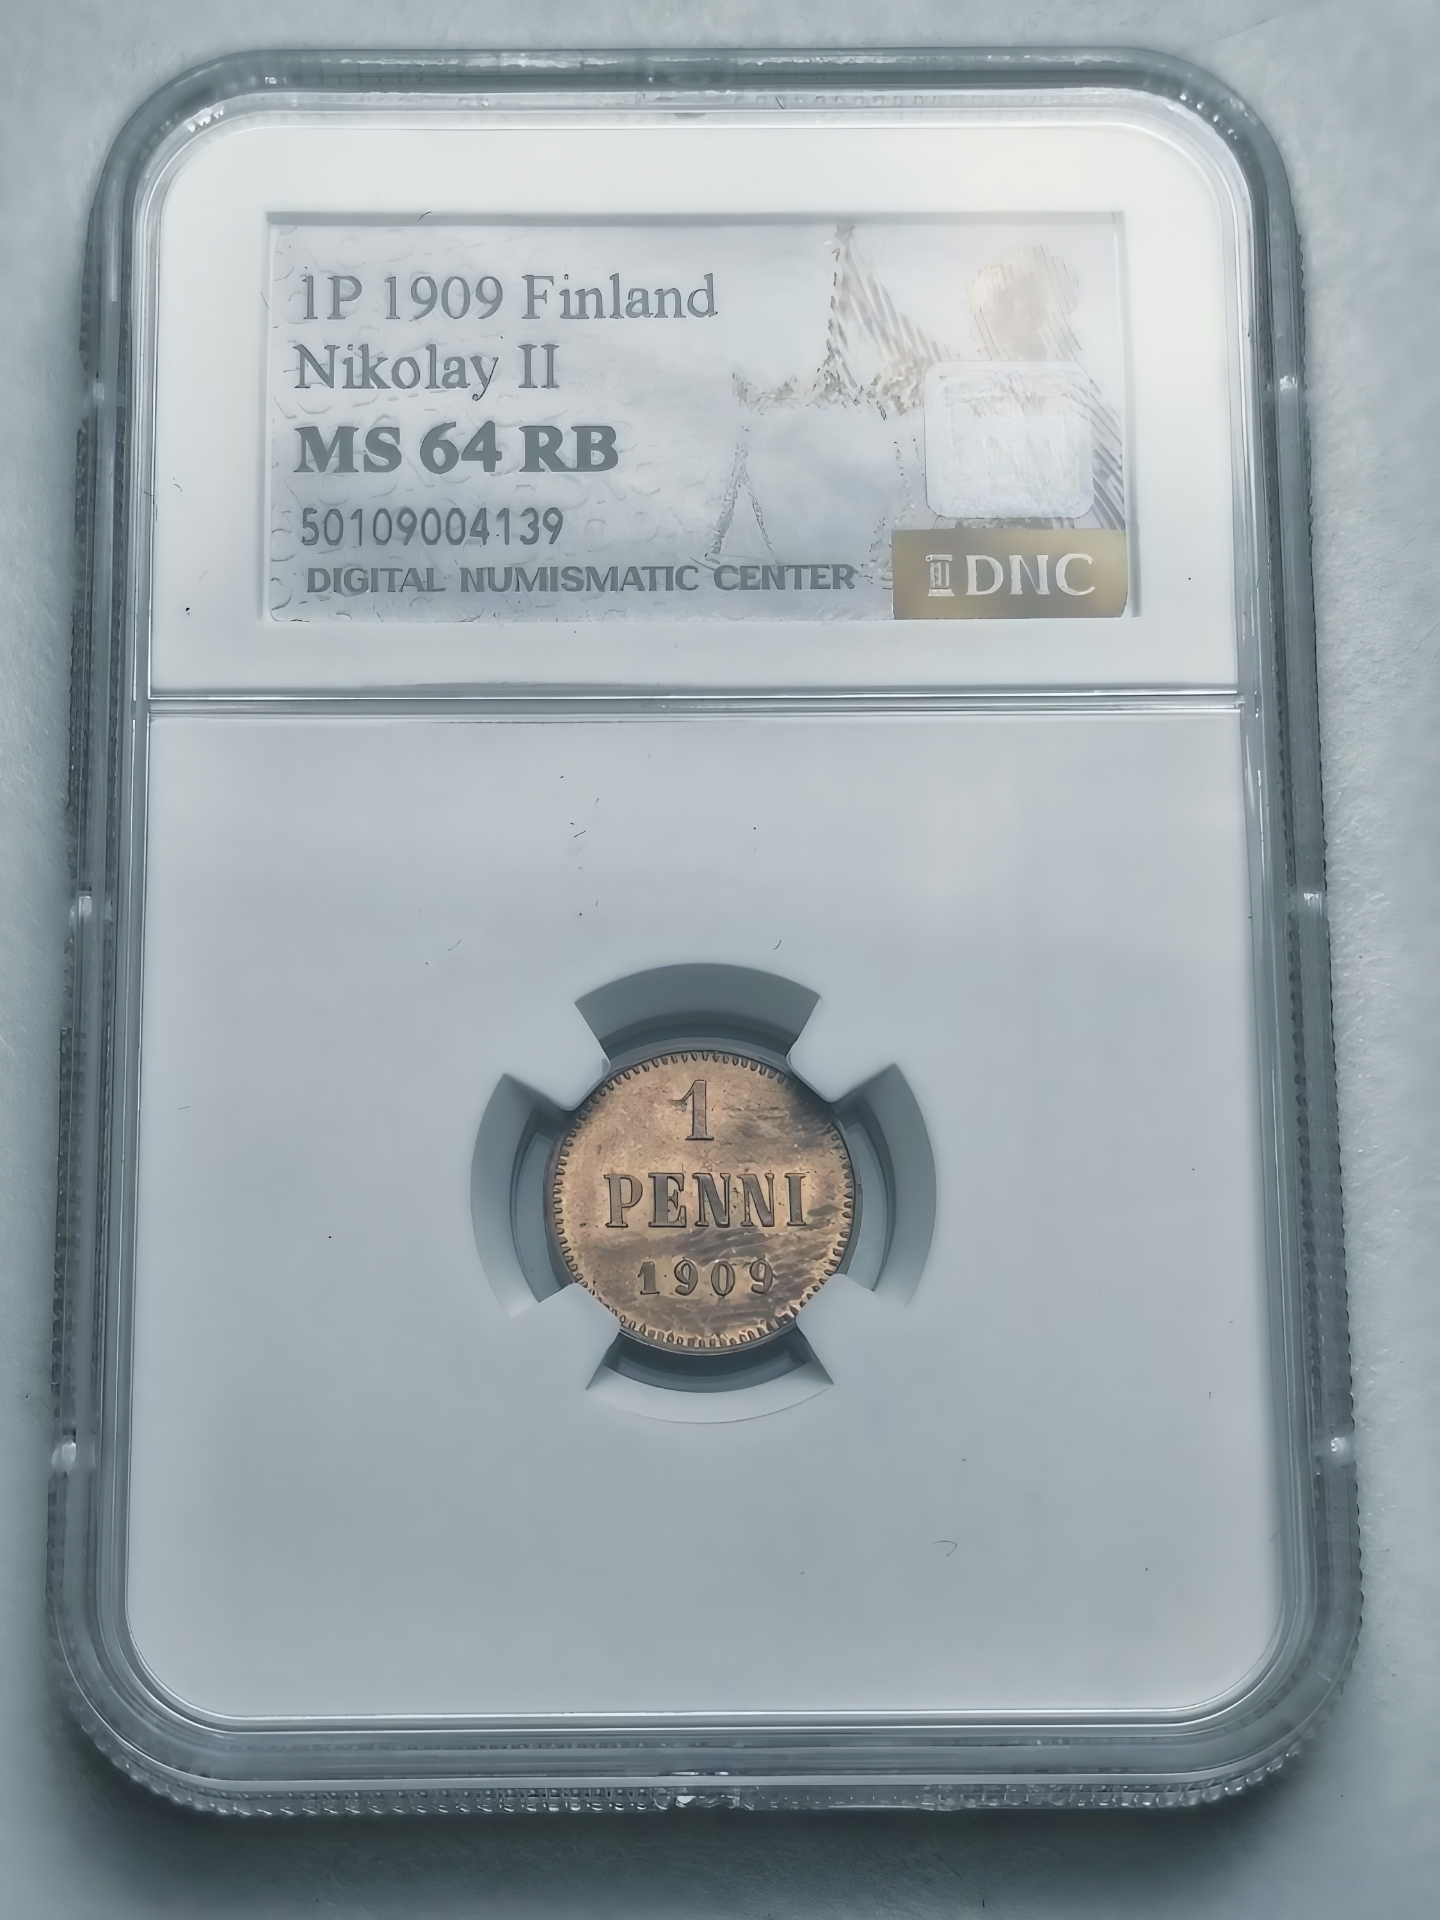 1P 1909 Finland
Nikolay II
MS 64 RB
50109004139
DIGITAL NUMISMATIC CENTER
DNC
1
PENNI
1909